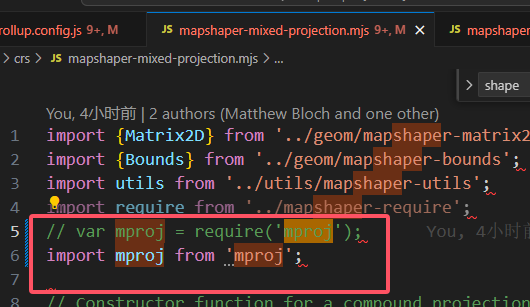 rollup.config.js 9+, M mapshaper-mixed-projection.mjs 9+, M mapshaper
crs > mapshaper-mixed-projection.mjs > ...
shape
You, 4小时前 | 2 authors (Matthew Bloch and one other)
1 import {Matrix2D} from '../geom/mapshaper-matrix2
2 import {Bounds} from '../geom/mapshaper-bounds';
3 import utils from '../utils/mapshaper-utils';
4 import require from '../mapshaper-require';
5 // var mproj = require('mproj'); You, 4小时前
6 import mproj from 'mproj';
7
8 // Constructor function for a compound projection